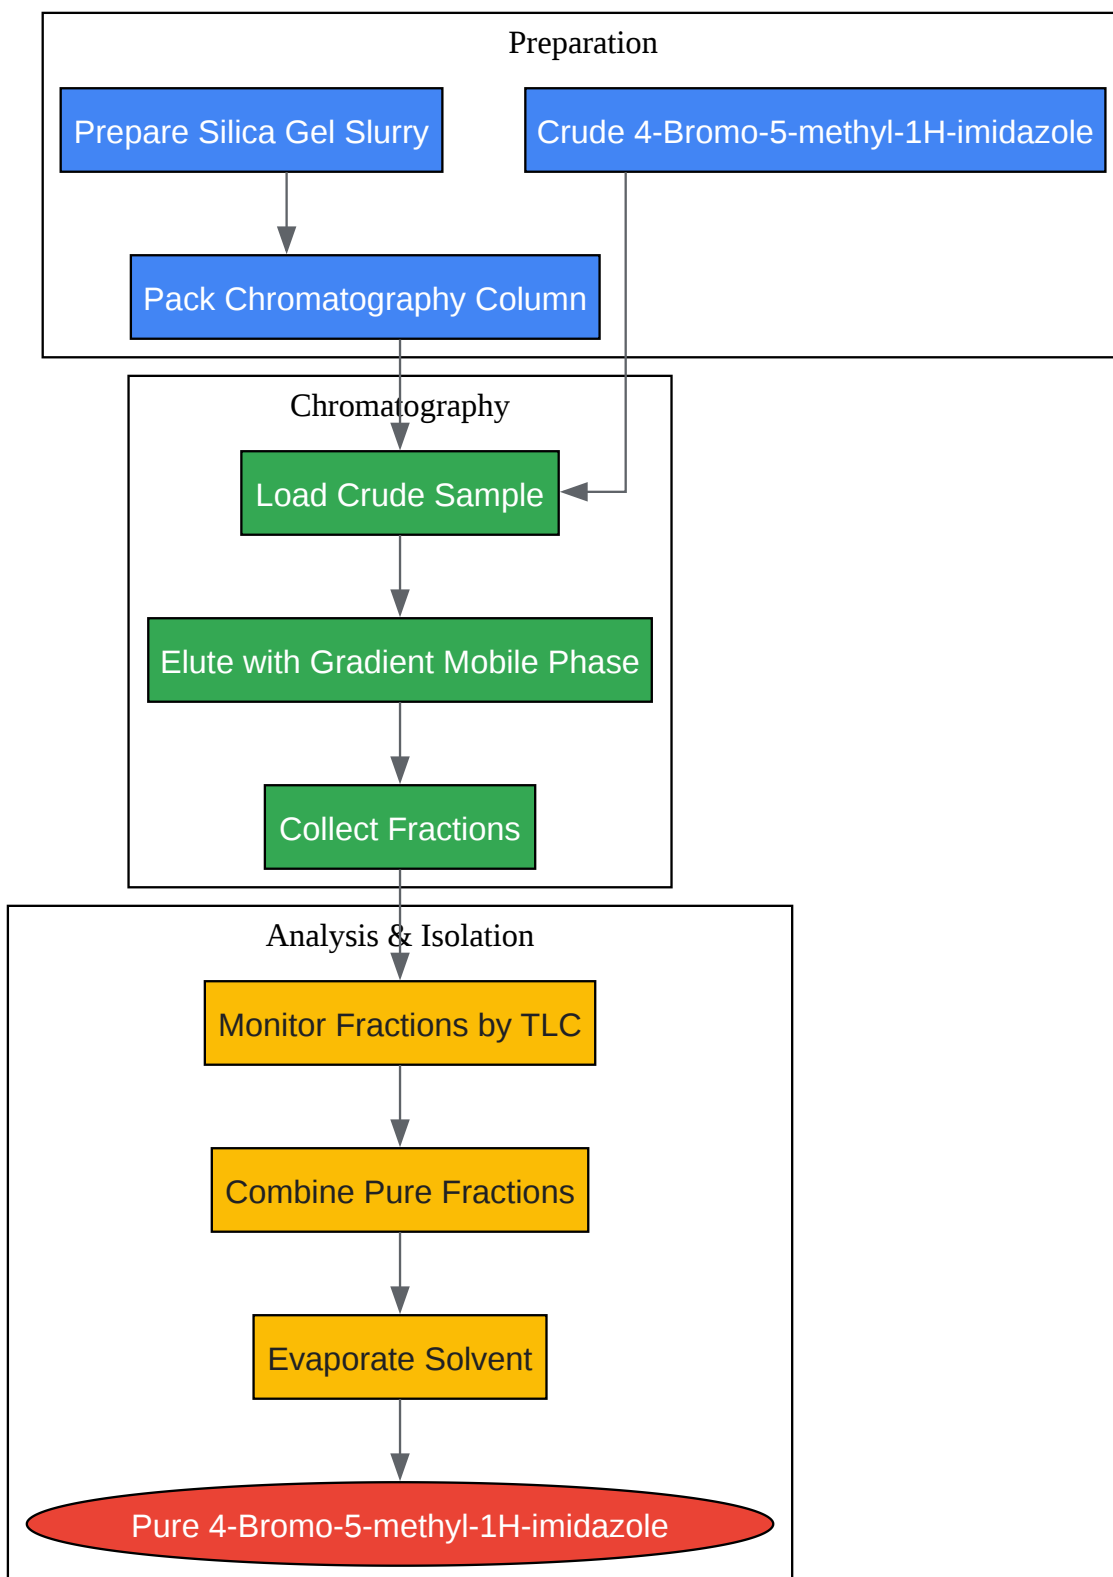 Preparation
Prepare Silica Gel Slurry
Crude 4-Bromo-5-methyl-1H-imidazole
Pack Chromatography Column
Chromatography
Load Crude Sample
Elute with Gradient Mobile Phase
Collect Fractions
Analysis & Isolation
Monitor Fractions by TLC
Combine Pure Fractions
Evaporate Solvent
Pure 4-Bromo-5-methyl-1H-imidazole